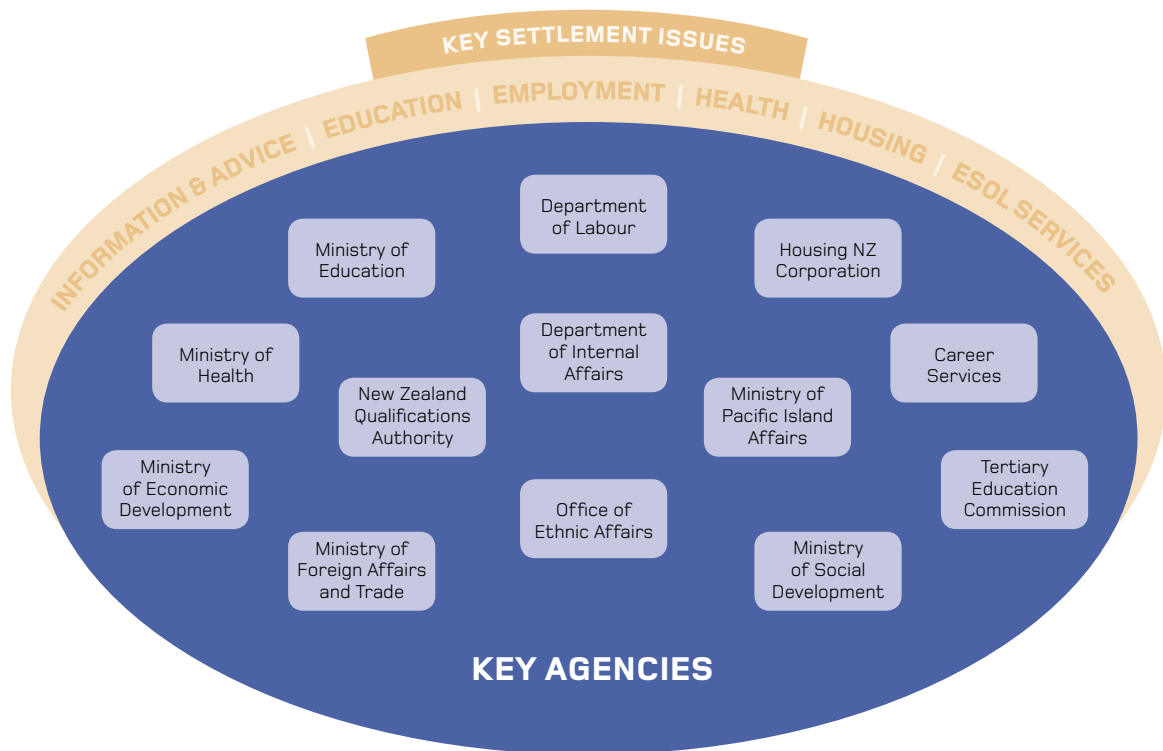 KEY SETTLEMENT ISSUES
INFORMATION & ADVICE | EDUCATION | EMPLOYMENT | HEALTH | HOUSING | ESOL SERVICES
Department
of Labour
Ministry of
Education
Housing NZ
Corporation
Ministry of
Health
Department
of Internal
Affairs
Career
Services
New Zealand
Qualifications
Authority
Ministry of
Pacific Island
Affairs
Ministry
of Economic
Development
Tertiary
Education
Commission
Office of
Ethnic Affairs
Ministry of
Foreign Affairs
and Trade
Ministry
of Social
Development
KEY AGENCIES